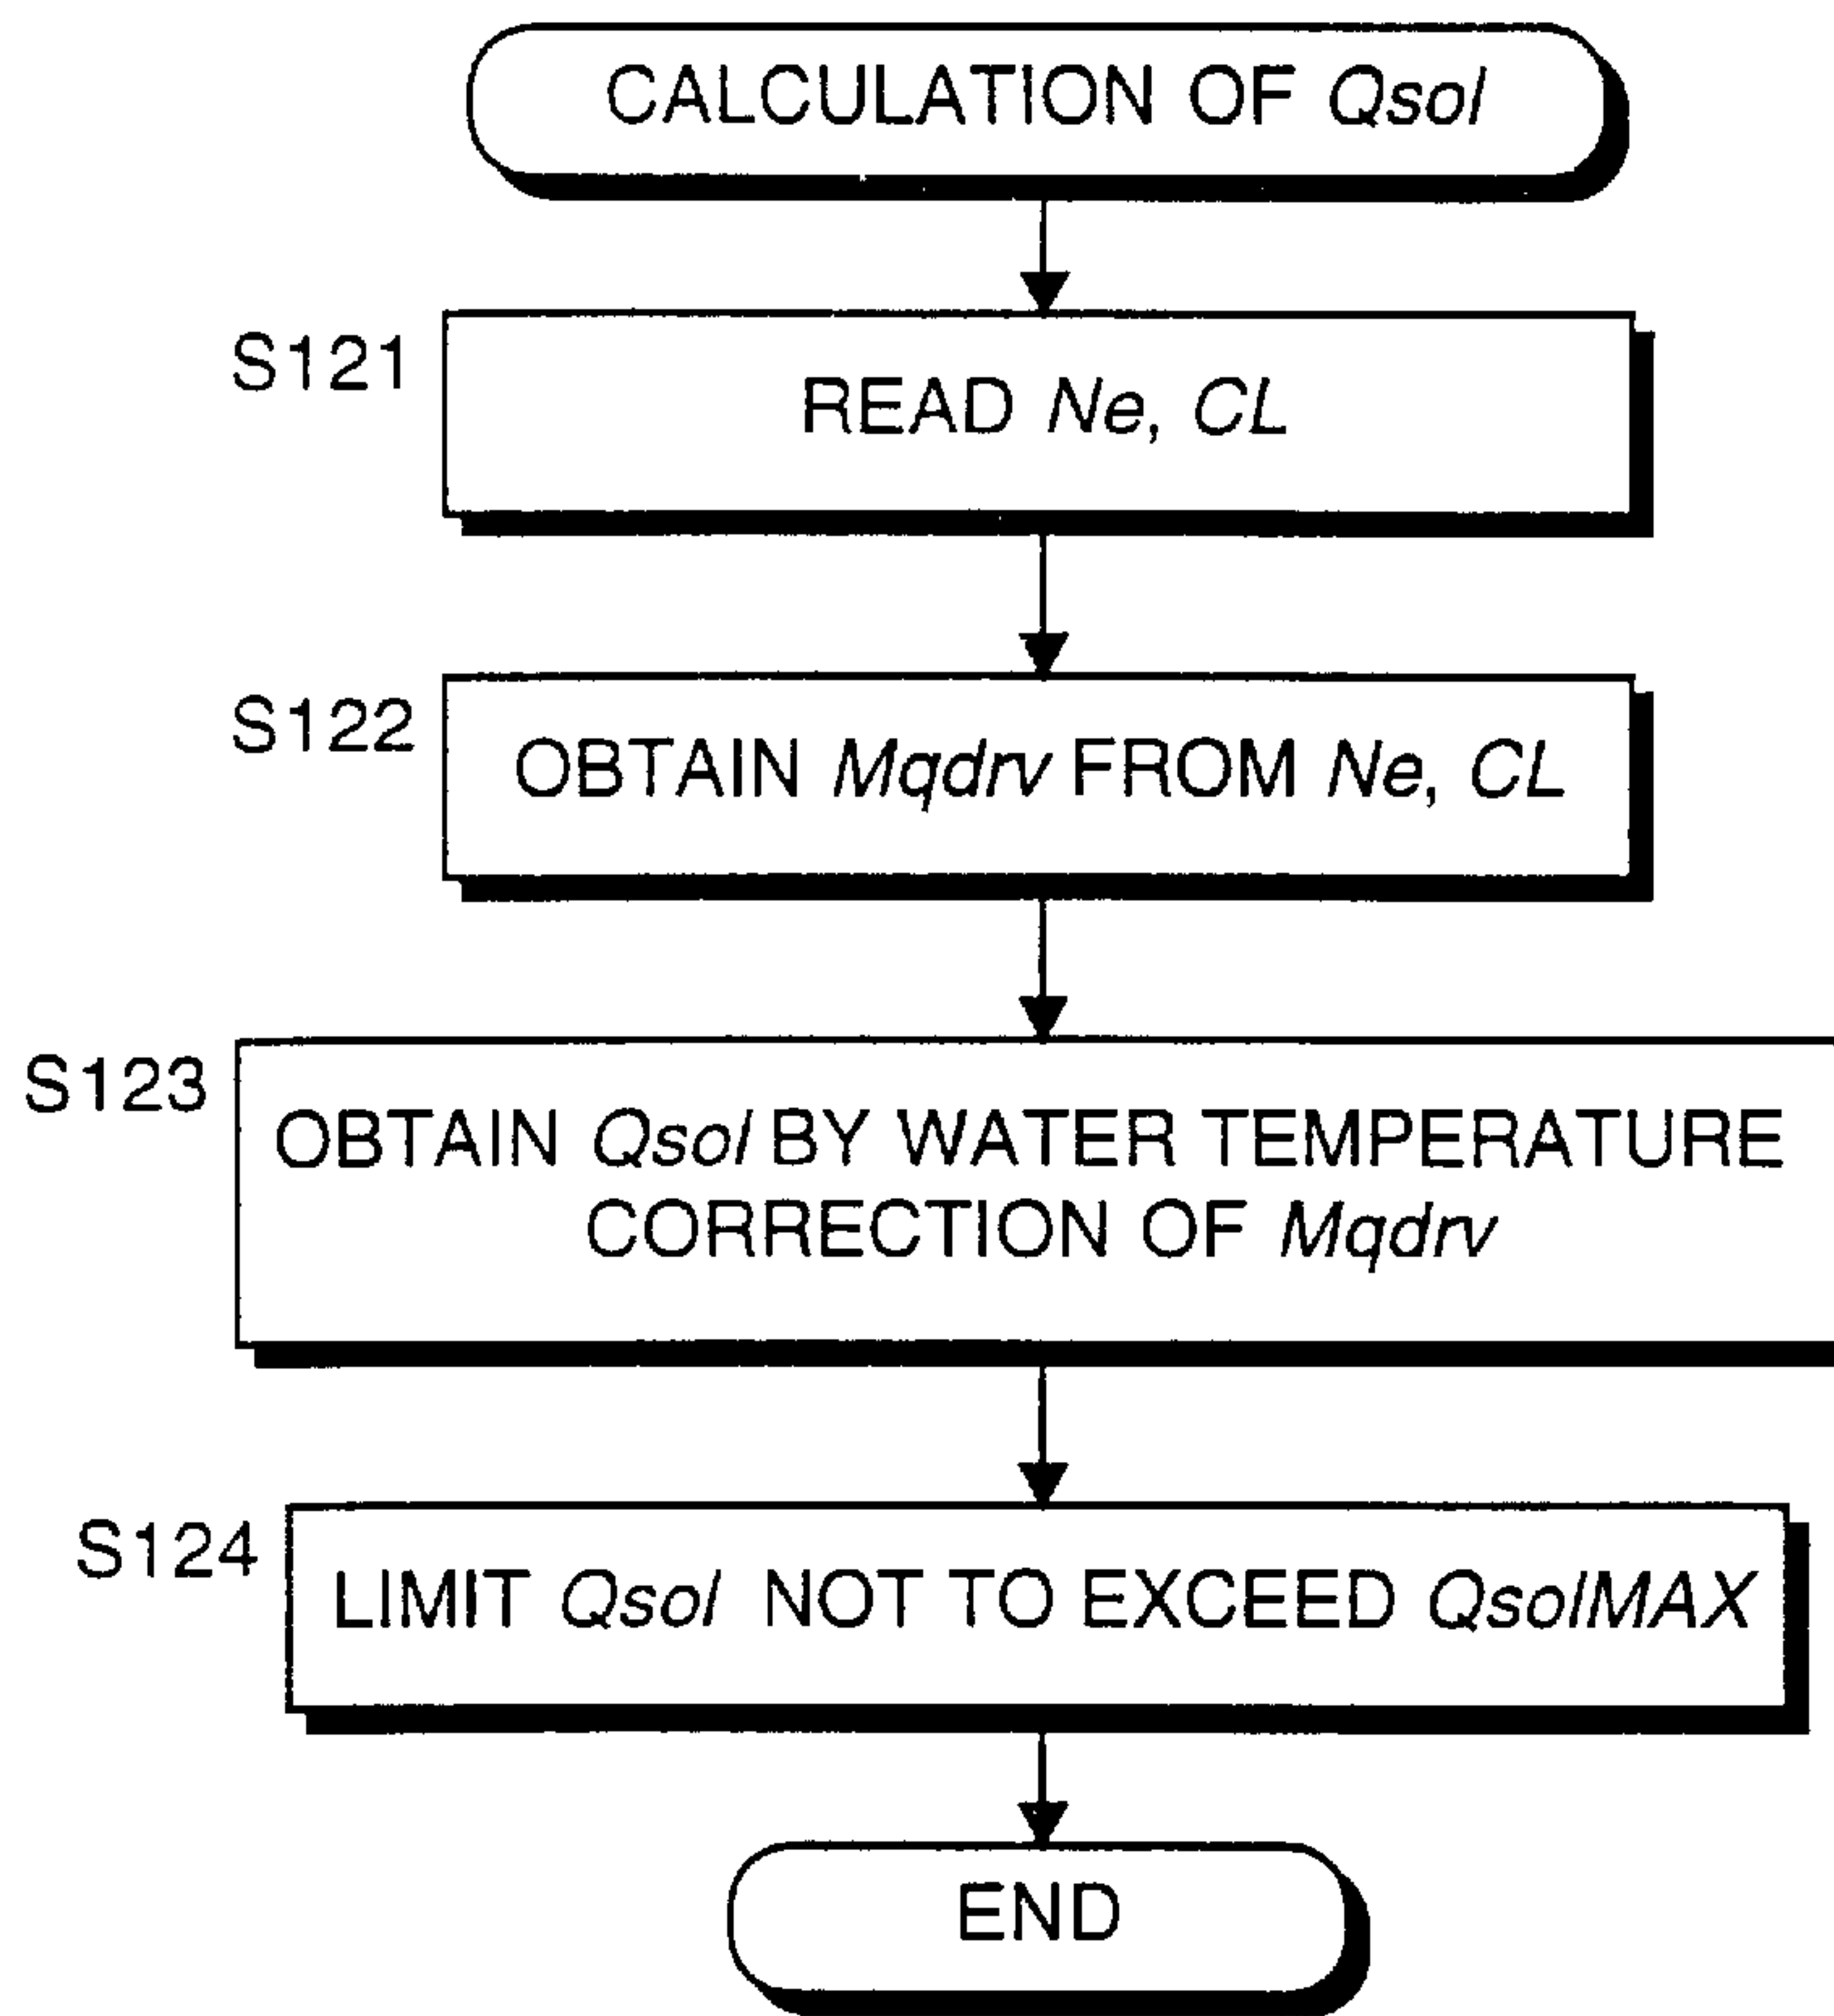 CALCULATION OF Qsol
S121
READ Ne, CL
S122
OBTAIN Mqdrv FROM Ne, CL
S123
OBTAIN Qsol BY WATER TEMPERATURE
CORRECTION OF Mqdrv
S124
LIMIT Qsol NOT TO EXCEED QsolMAX
END